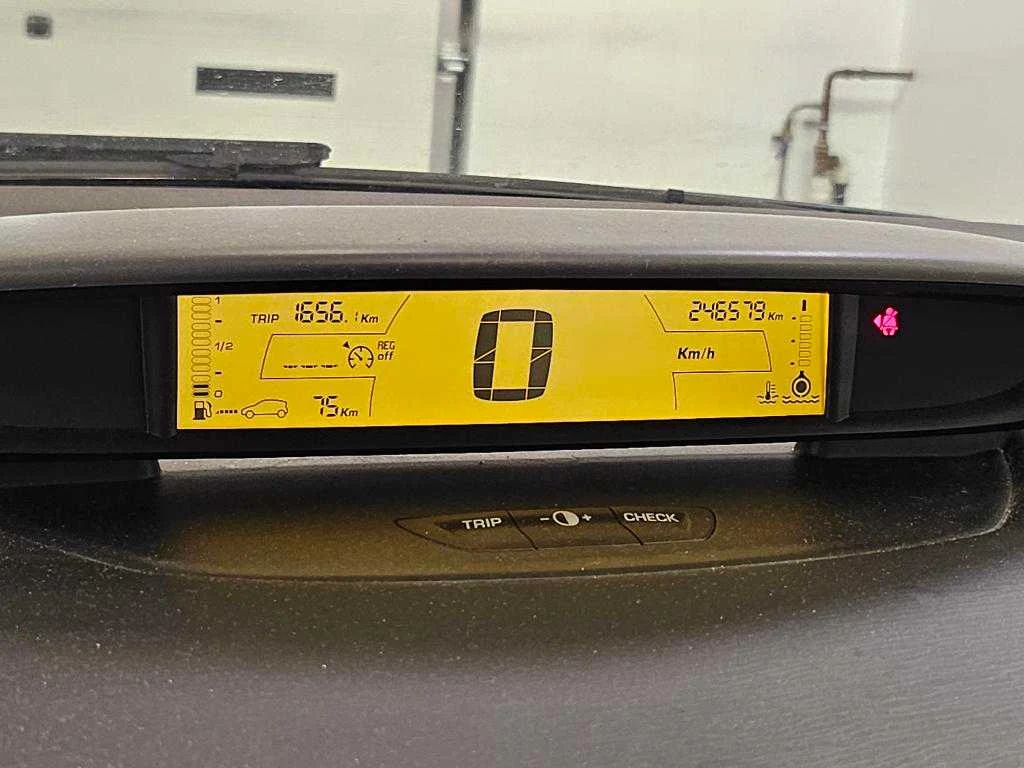 1
TRIP 1656.1 Km
246579 Km
1/2
---- REG off
0
Km/h
0
75 Km
TRIP - + CHECK